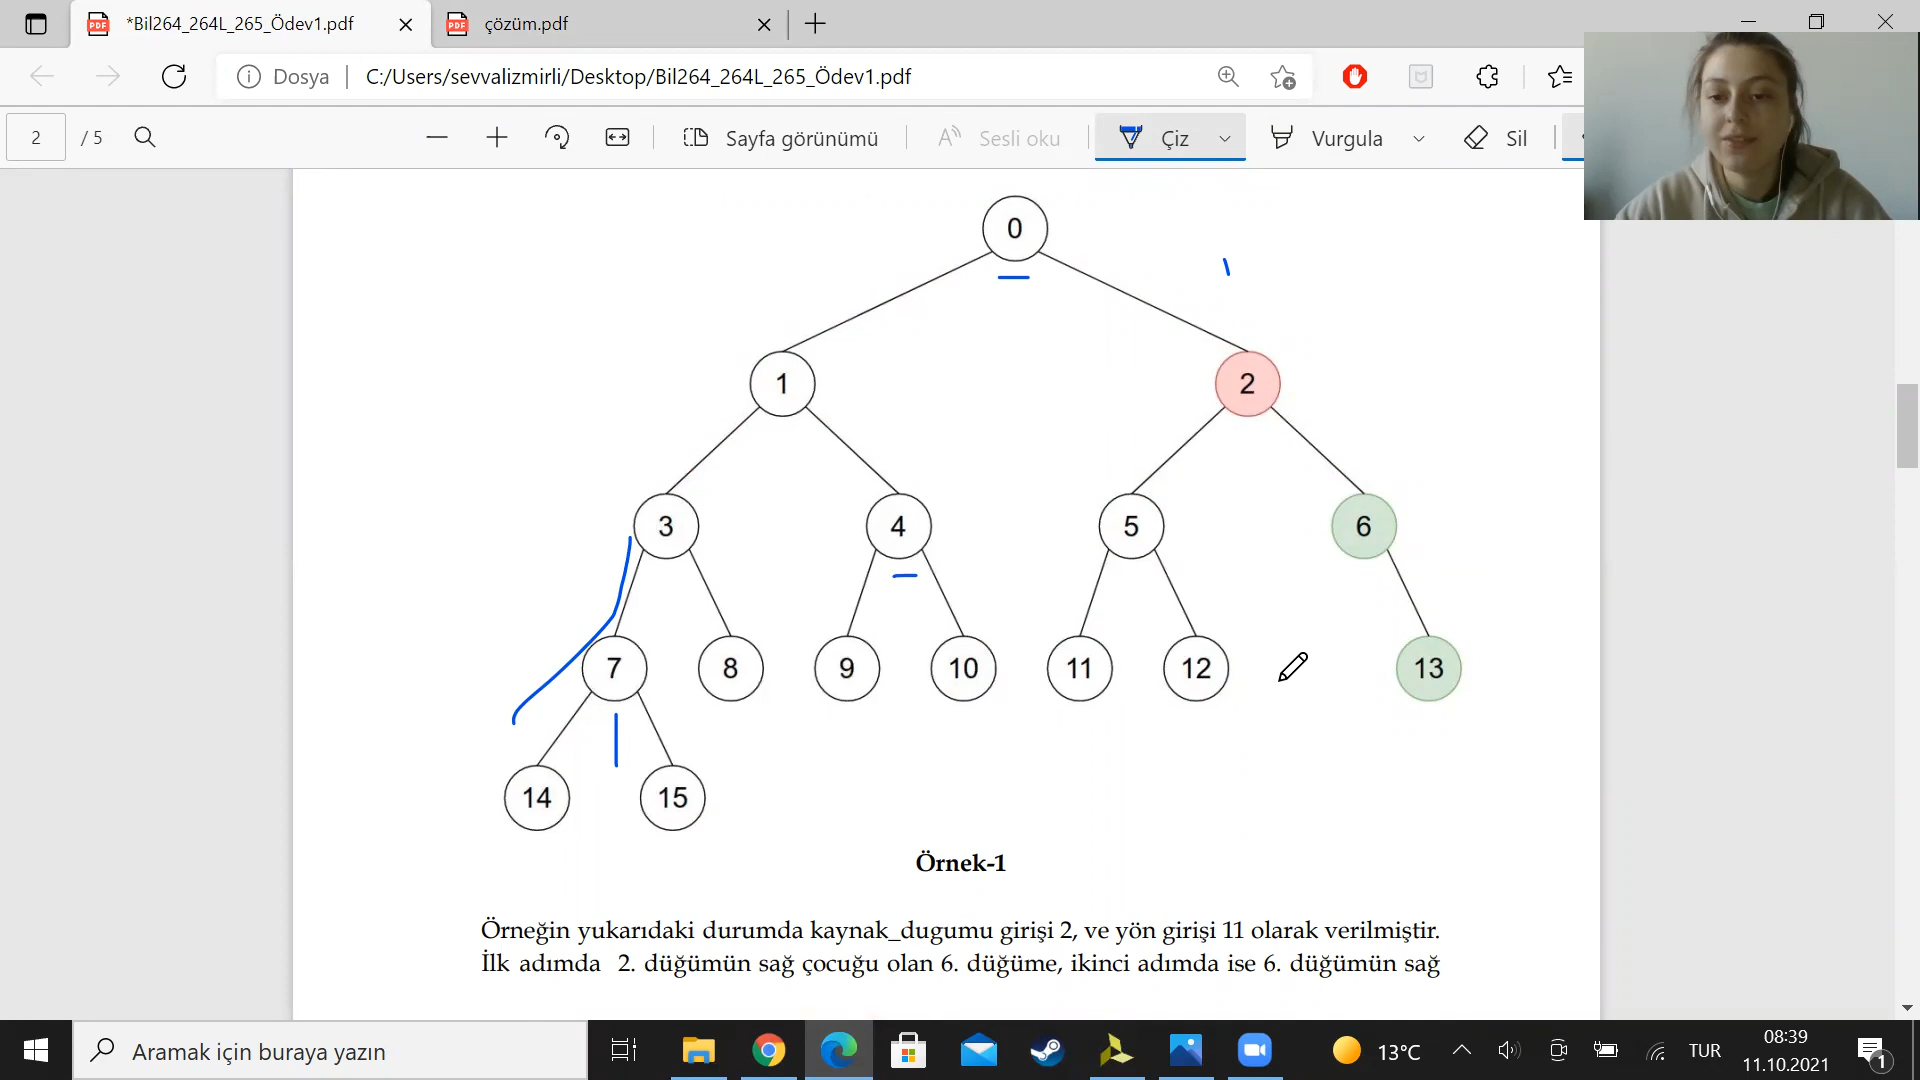 *Bil264_264L_265_Ödev1.pdf
çözüm.pdf
Dosya
C:/Users/sevvalizmirli/Desktop/Bil264_264L_265_Ödev1.pdf
2 / 5
Sayfa görünümü
Sesli oku
Çiz
Vurgula
Sil
0
1
2
3
4
5
6
7
8
9
10
11
12
13
14
15
Örnek-1
Örneğin yukarıdaki durumda kaynak_dugumu girişi 2, ve yön girişi 11 olarak verilmiştir.
İlk adımda 2. düğümün sağ çocuğu olan 6. düğüme, ikinci adımda ise 6. düğümün sağ
Aramak için buraya yazın
13°C
TUR
08:39
11.10.2021
1